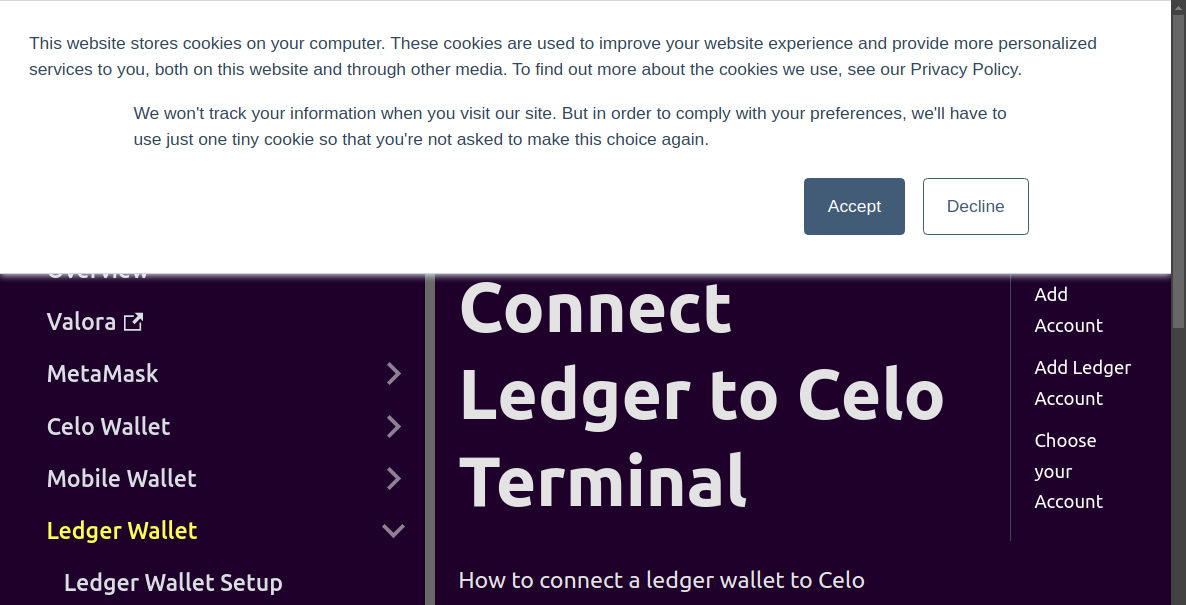 This website stores cookies on your computer. These cookies are used to improve your website experience and provide more personalized
services to you, both on this website and through other media. To find out more about the cookies we use, see our Privacy Policy.
We won't track your information when you visit our site. But in order to comply with your preferences, we'll have to
use just one tiny cookie so that you're not asked to make this choice again.
Accept
Decline
Overview
Valora
MetaMask
Celo Wallet
Mobile Wallet
Ledger Wallet
Ledger Wallet Setup
Connect
Ledger to Celo
Terminal
How to connect a ledger wallet to Celo
Add
Account
Add Ledger
Account
Choose
your
Account